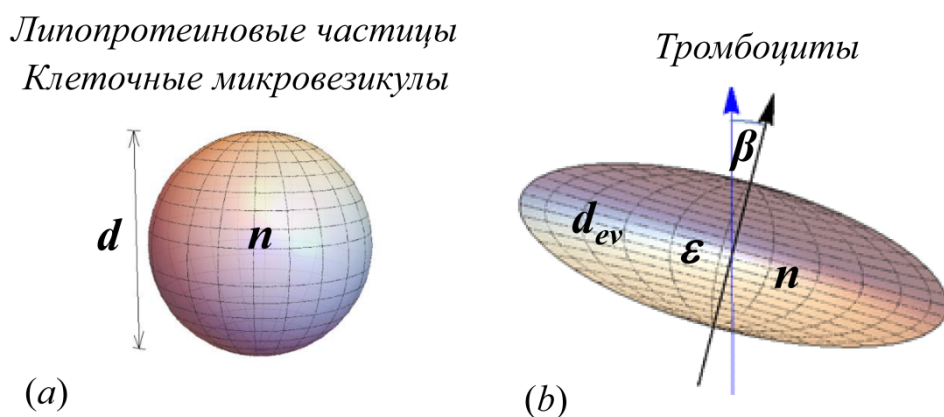 Липопротеиновые частицы
Клеточные микровезикулы
Тромбоциты
β
d
n
d_ev
ε
n
(a)
(b)